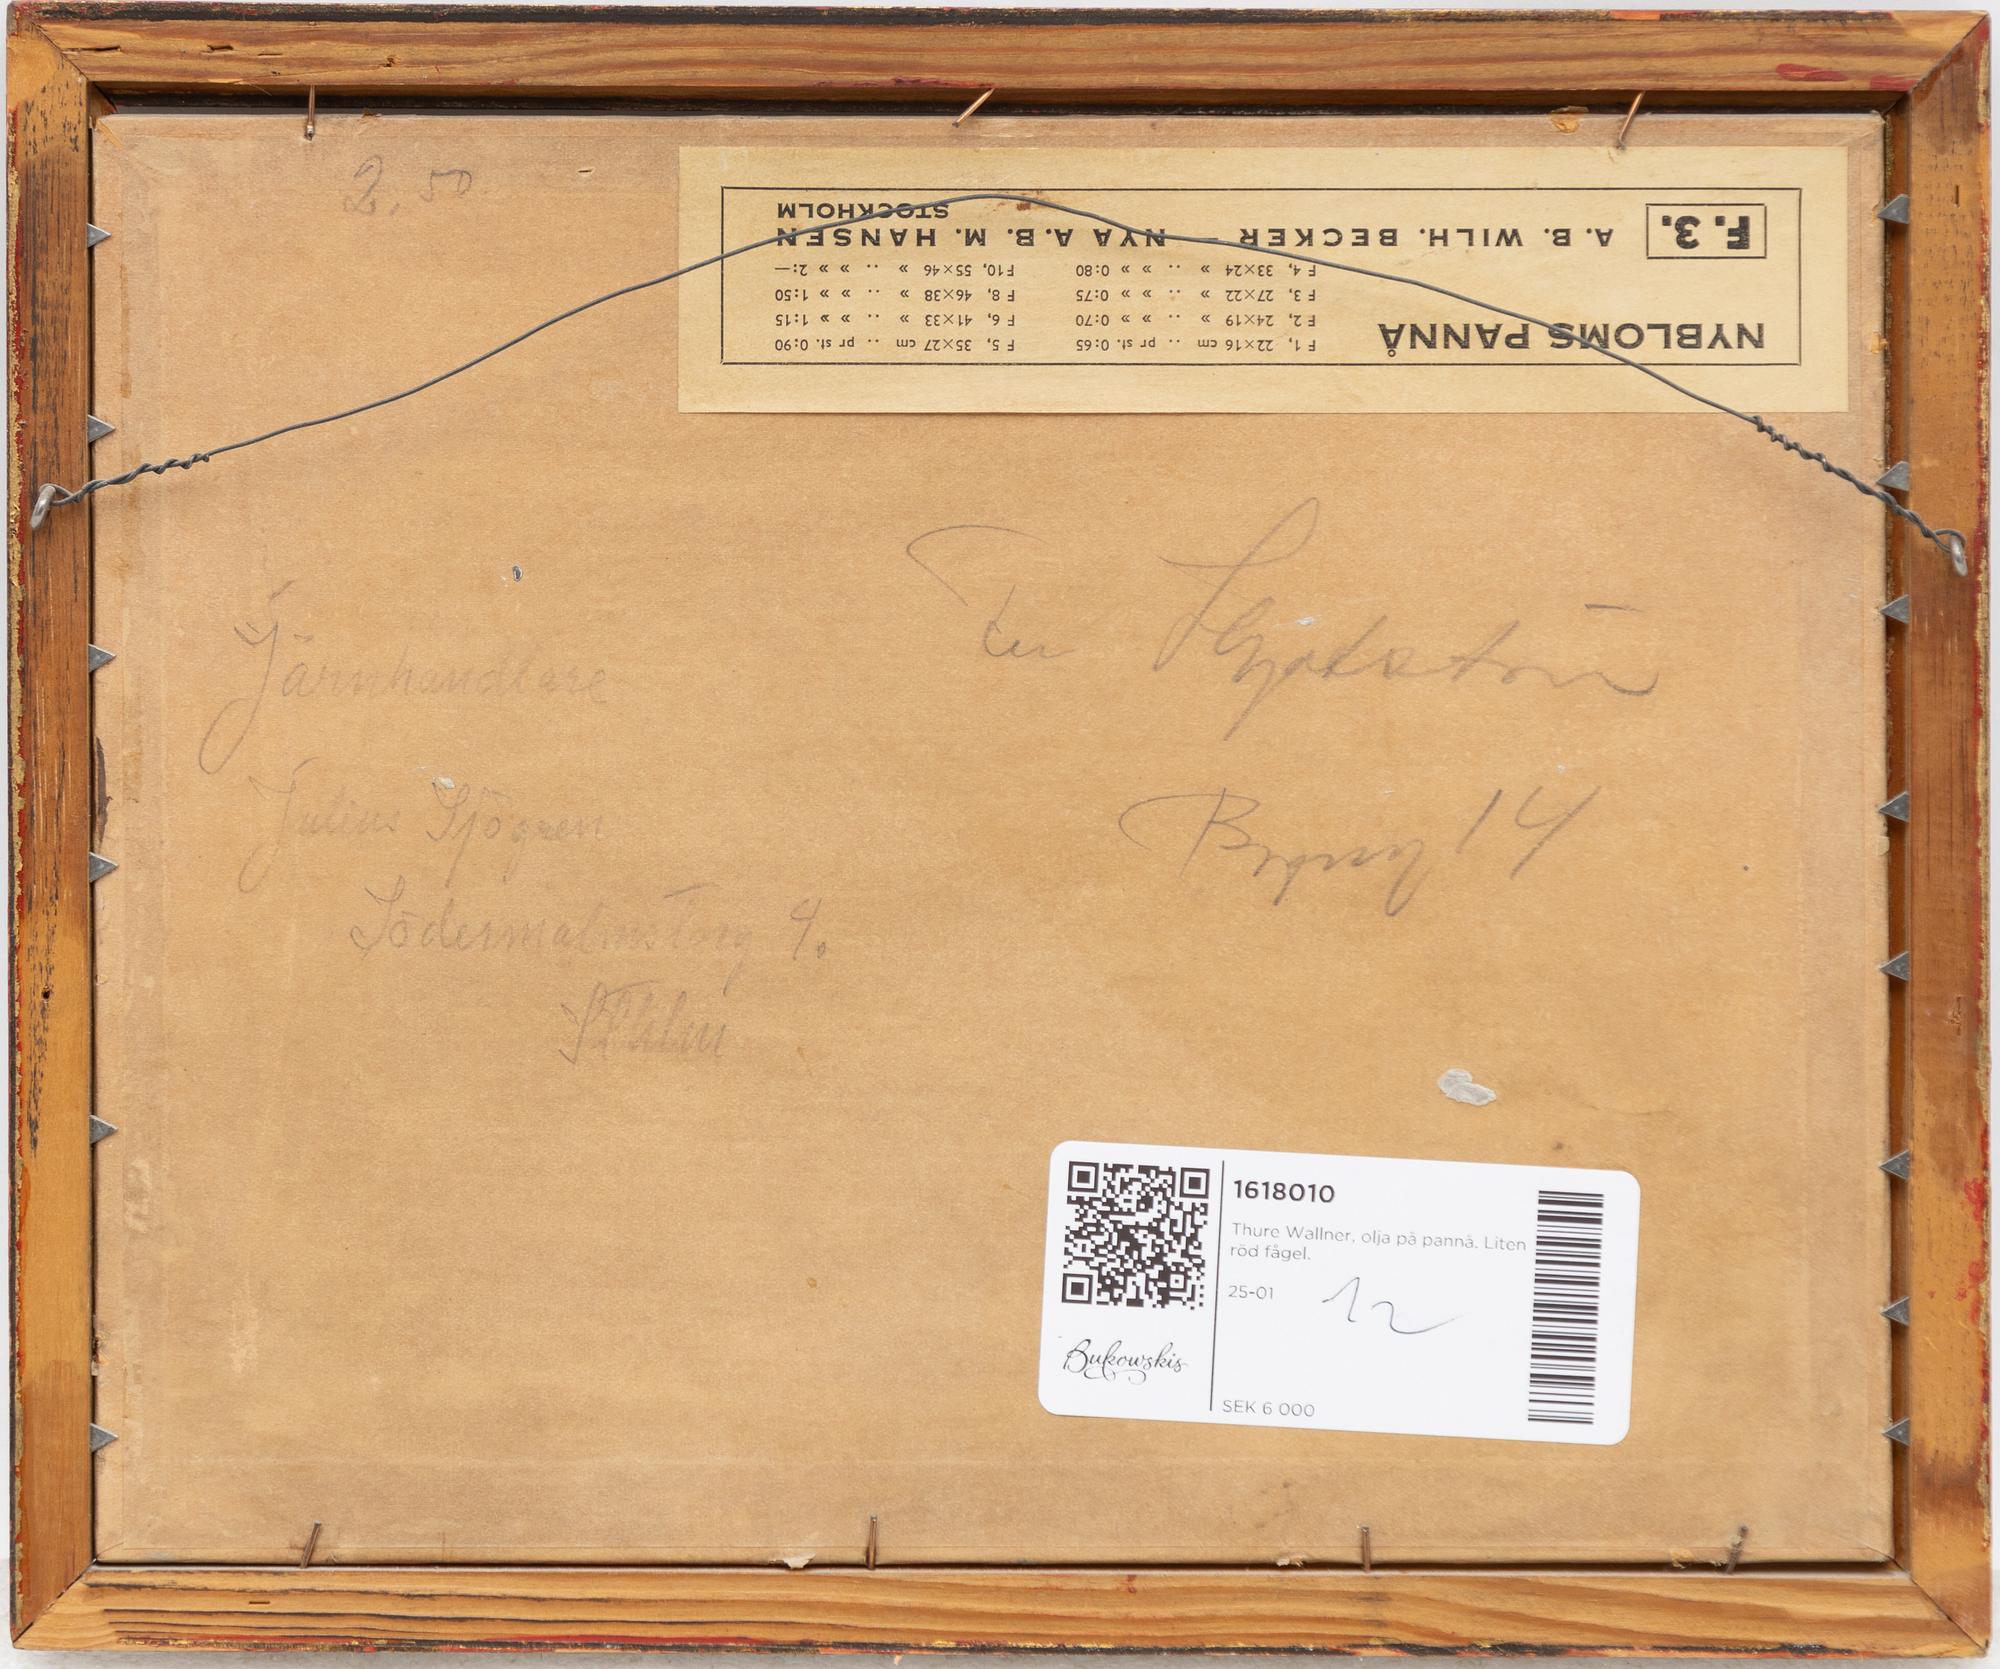 2,50
NYBLOMS PANNÅ
F 1, 22×16 cm .. pr st. 0:65 F 5, 35×27 cm .. pr st. 0:90
F 2, 24×19 » .. » » 0:70 F 6, 41×33 » .. » » 1:15
F 3, 27×22 » .. » » 0:75 F 8, 46×38 » .. » » 1:50
F 4, 33×24 » .. » » 0:80 F10, 55×46 » .. » » 2:—
F.3.
A.B. WILH. BECKER – NYA A.B. M. HANSEN
STOCKHOLM
Järnhandlare
Julius Sjögren
Södermalmstorg 4.
Sthlm
14
1618010
Thure Wallner, olja på pannå. Liten
röd fågel.
25-01
12
Bukowskis
SEK 6 000